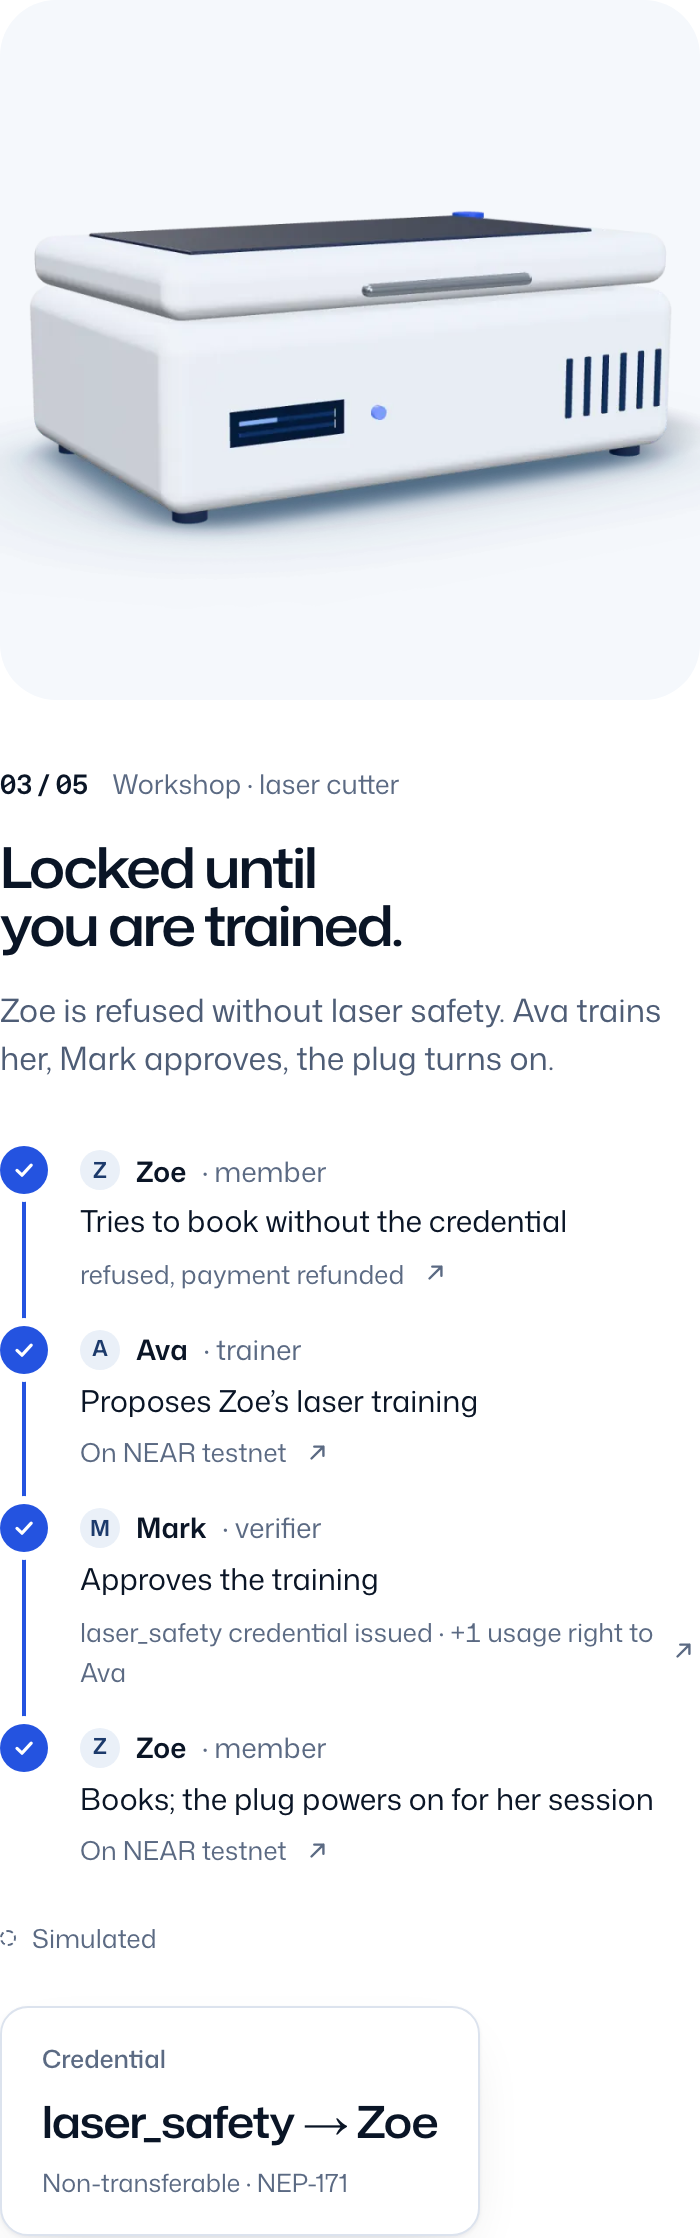 03 / 05 Workshop · laser cutter
Locked until
you are trained.
Zoe is refused without laser safety. Ava trains
her, Mark approves, the plug turns on.
Z Zoe · member
Tries to book without the credential
refused, payment refunded ↗
A Ava · trainer
Proposes Zoe’s laser training
On NEAR testnet ↗
M Mark · verifier
Approves the training
laser_safety credential issued · +1 usage right to
Ava ↗
Z Zoe · member
Books; the plug powers on for her session
On NEAR testnet ↗
Simulated
Credential
laser_safety → Zoe
Non-transferable · NEP-171